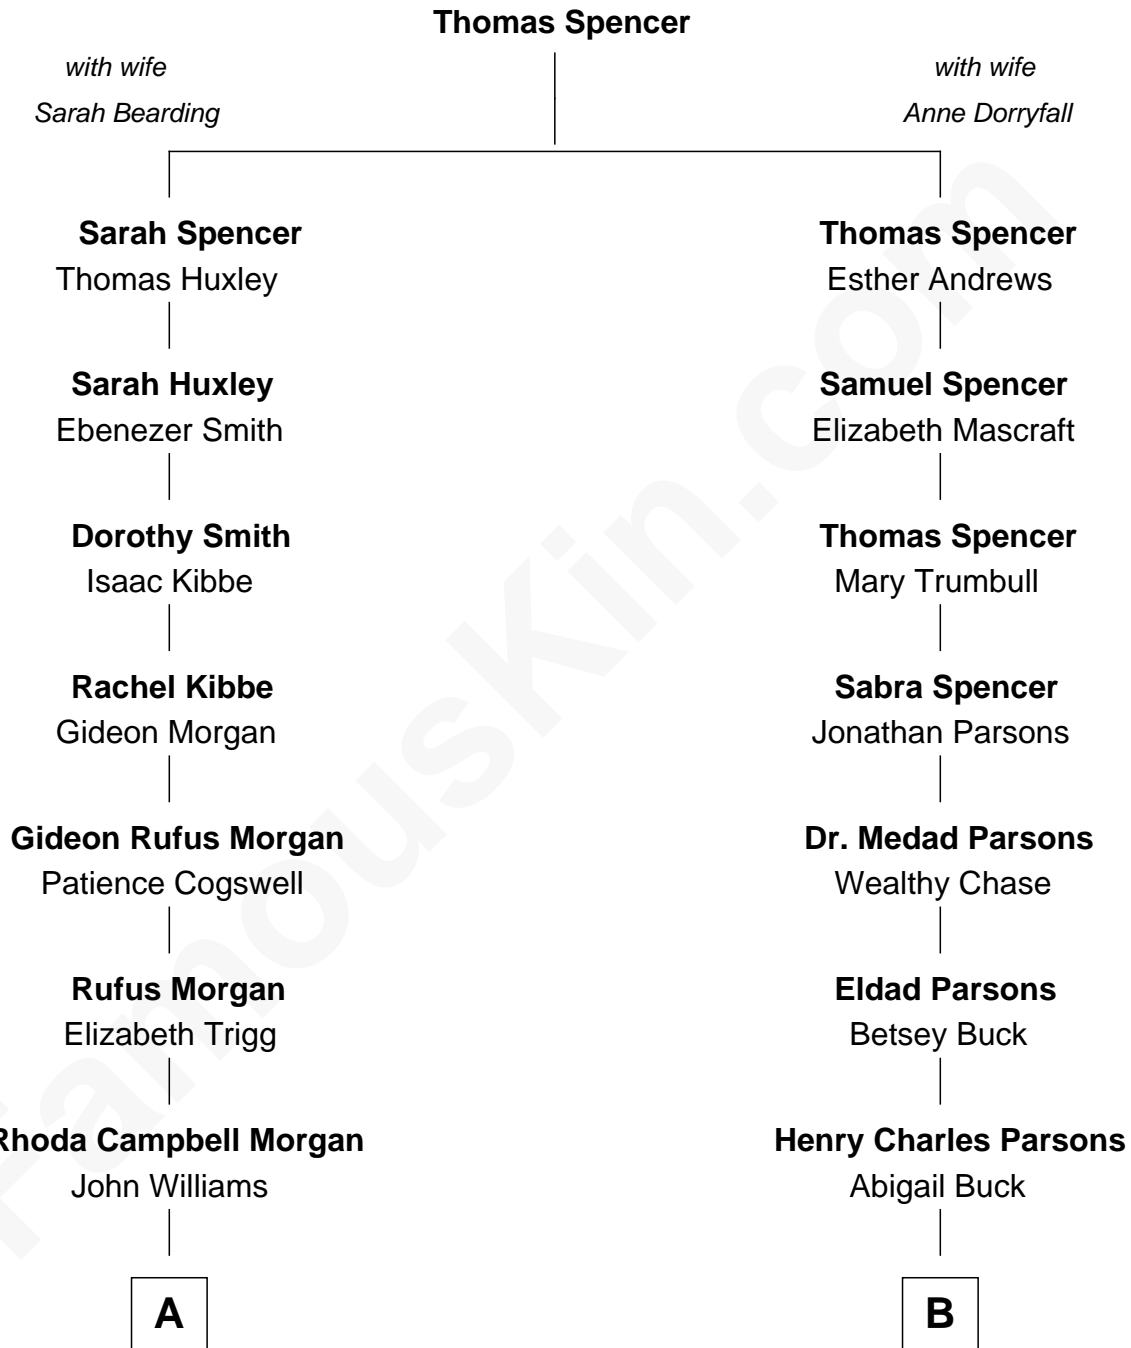 Thomas Spencer
with wife
Sarah Bearding
with wife
Anne Dorryfall
Sarah Spencer
Thomas Huxley
Thomas Spencer
Esther Andrews
Sarah Huxley
Ebenezer Smith
Samuel Spencer
Elizabeth Mascraft
Dorothy Smith
Isaac Kibbe
Thomas Spencer
Mary Trumbull
Rachel Kibbe
Gideon Morgan
Sabra Spencer
Jonathan Parsons
Gideon Rufus Morgan
Patience Cogswell
Dr. Medad Parsons
Wealthy Chase
Rufus Morgan
Elizabeth Trigg
Eldad Parsons
Betsey Buck
Rhoda Campbell Morgan
John Williams
Henry Charles Parsons
Abigail Buck
A
B
FamousKin.com